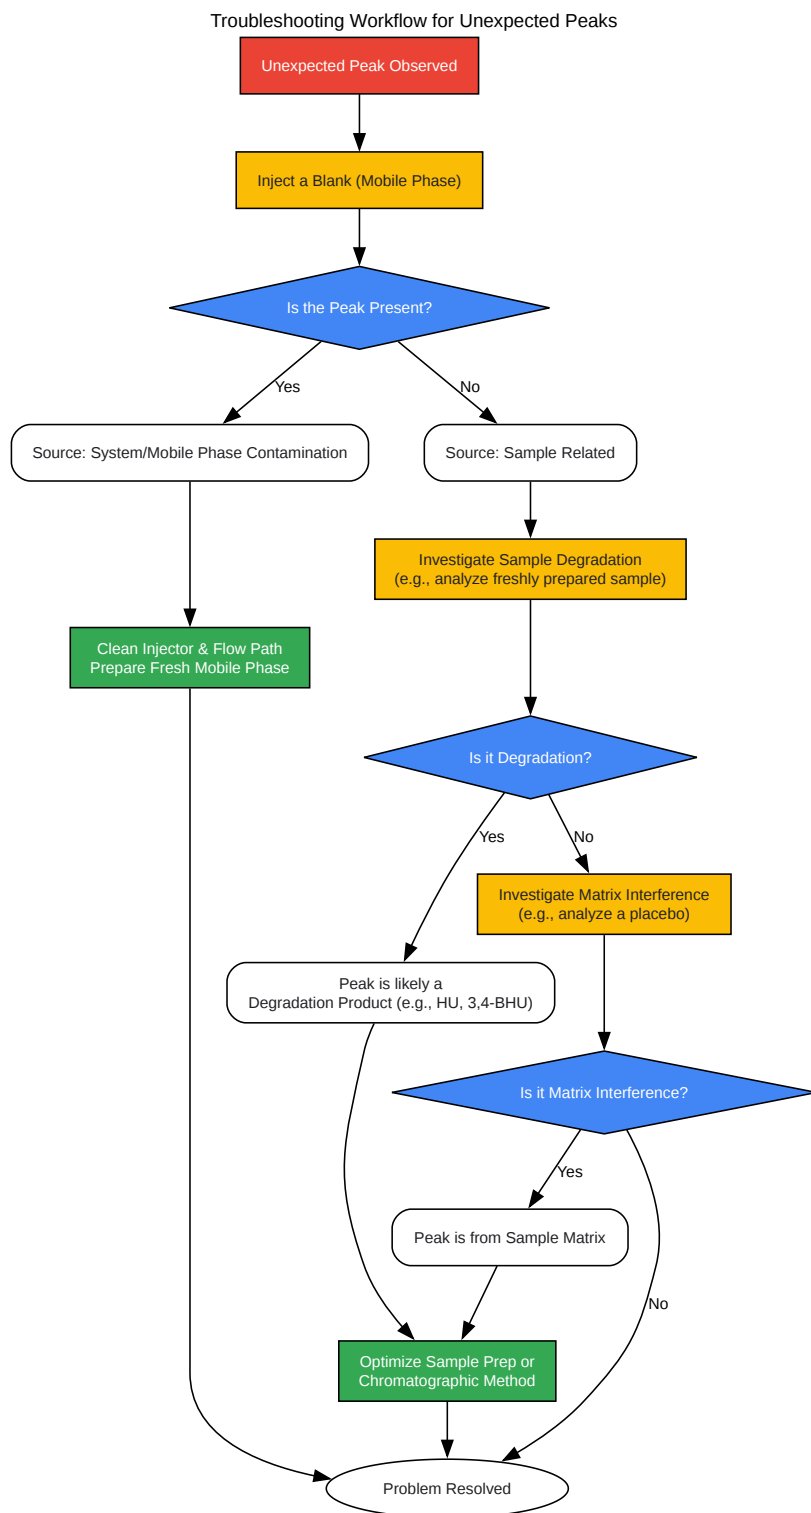 Troubleshooting Workflow for Unexpected Peaks
Unexpected Peak Observed
Inject a Blank (Mobile Phase)
Is the Peak Present?
Yes
No
Source: System/Mobile Phase Contamination
Source: Sample Related
Investigate Sample Degradation
(e.g., analyze freshly prepared sample)
Clean Injector & Flow Path
Prepare Fresh Mobile Phase
Is it Degradation?
Yes
No
Investigate Matrix Interference
(e.g., analyze a placebo)
Peak is likely a
Degradation Product (e.g., HU, 3,4-BHU)
Is it Matrix Interference?
Yes
Peak is from Sample Matrix
No
Optimize Sample Prep or
Chromatographic Method
Problem Resolved